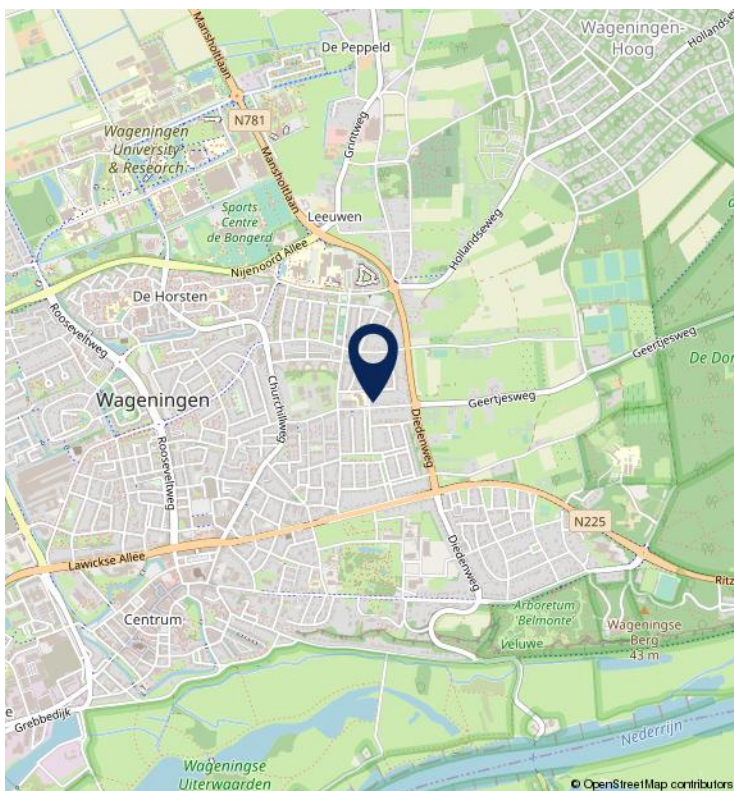 Mansholtlaan
De Peppeld
Wageningen-
Hoog
Hollandseweg
N781
Grintweg
Wageningen
University
& Research
Mansholtlaan
Sports
Centre
de Bongerd
Leeuwen
Hollandseweg
Nijenoord Allee
De Horsten
Rooseveltweg
Geertjesweg
De Dor
Churchillweg
Wageningen
Geertjesweg
Diedenweg
Rooseveltweg
N225
Lawickse Allee
Diedenweg
Ritz
Centrum
Arboretum
'Belmonte'
Wageningse
Berg
43 m
Veluwe
e
Grebbedijk
Nederrijn
Wageningse
Uiterwaarden
© OpenStreetMap contributors